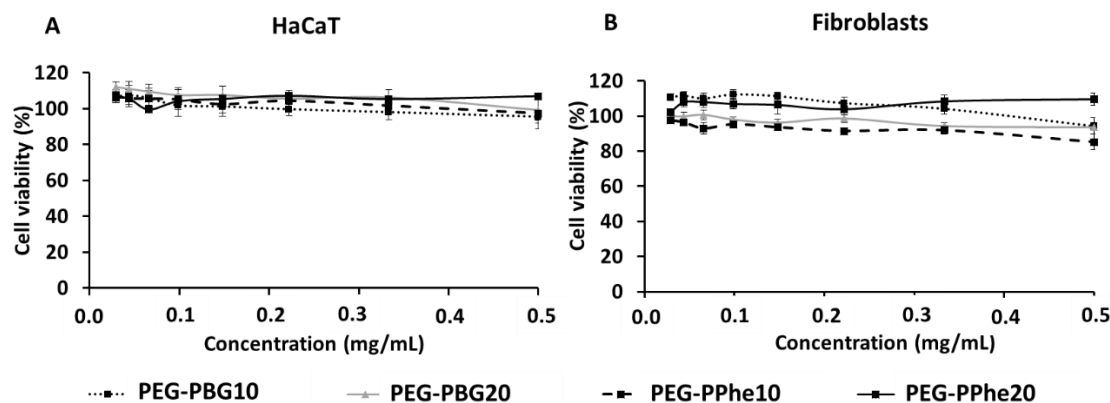 A
HaCaT
B
Fibroblasts
Cell viability (%)
120
100
80
60
40
20
0
0.0 0.1 0.2 0.3 0.4 0.5
Concentration (mg/mL)
Cell viability (%)
120
100
80
60
40
20
0
0.0 0.1 0.2 0.3 0.4 0.5
Concentration (mg/mL)
PEG-PBG10 PEG-PBG20 PEG-PPhe10 PEG-PPhe20